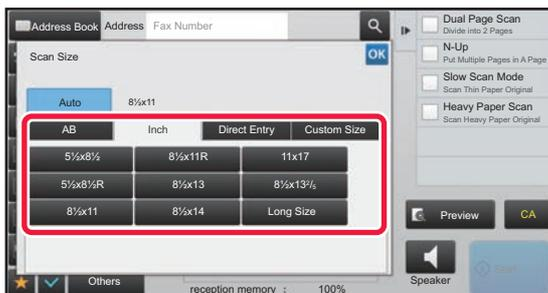 Address Book Address Fax Number
Scan Size
OK
Auto 8½x11
AB Inch Direct Entry Custom Size
5½x8½ 8½x11R 11x17
5½x8½R 8½x13 8½x13²/₅
8½x11 8½x14 Long Size
Others
reception memory : 100%
Dual Page Scan
Divide into 2 Pages
N-Up
Put Multiple Pages in A Page
Slow Scan Mode
Scan Thin Paper Original
Heavy Paper Scan
Scan Heavy Paper Original
Preview CA
Speaker Start